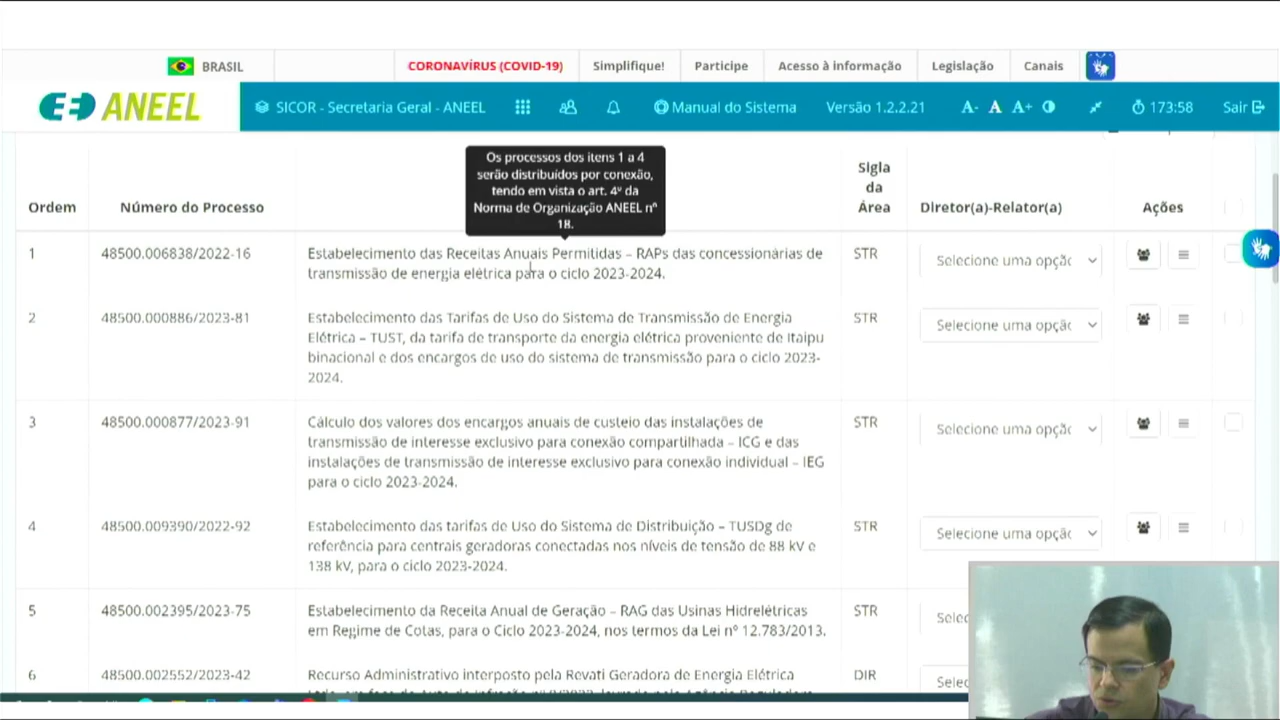 BRASIL
CORONAVÍRUS (COVID-19)
Simplifique!
Participe
Acesso à informação
Legislação
Canais
ANEEL
SICOR - Secretaria Geral - ANEEL
Manual do Sistema
Versão 1.2.2.21
A-
A
A+
173:58
Sair
Os processos dos itens 1 a 4
serão distribuídos por conexão,
tendo em vista o art. 4º da
Norma de Organização ANEEL nº
18.
Ordem
Número do Processo
Sigla
da
Área
Diretor(a)-Relator(a)
Ações
1
48500.006838/2022-16
Estabelecimento das Receitas Anuais Permitidas – RAPs das concessionárias de
transmissão de energia elétrica para o ciclo 2023-2024.
STR
Selecione uma opçã
2
48500.000886/2023-81
Estabelecimento das Tarifas de Uso do Sistema de Transmissão de Energia
Elétrica – TUST, da tarifa de transporte da energia elétrica proveniente de Itaipu
binacional e dos encargos de uso do sistema de transmissão para o ciclo 2023-
2024.
STR
Selecione uma opçã
3
48500.000877/2023-91
Cálculo dos valores dos encargos anuais de custeio das instalações de
transmissão de interesse exclusivo para conexão compartilhada – ICG e das
instalações de transmissão de interesse exclusivo para conexão individual – IEG
para o ciclo 2023-2024.
STR
Selecione uma opçã
4
48500.009390/2022-92
Estabelecimento das tarifas de Uso do Sistema de Distribuição – TUSDg de
referência para centrais geradoras conectadas nos níveis de tensão de 88 kV e
138 kV, para o ciclo 2023-2024.
STR
Selecione uma opçã
5
48500.002395/2023-75
Estabelecimento da Receita Anual de Geração – RAG das Usinas Hidrelétricas
em Regime de Cotas, para o Ciclo 2023-2024, nos termos da Lei nº 12.783/2013.
STR
Selec
6
48500.002552/2023-42
Recurso Administrativo interposto pela Revati Geradora de Energia Elétrica
DIR
Selec